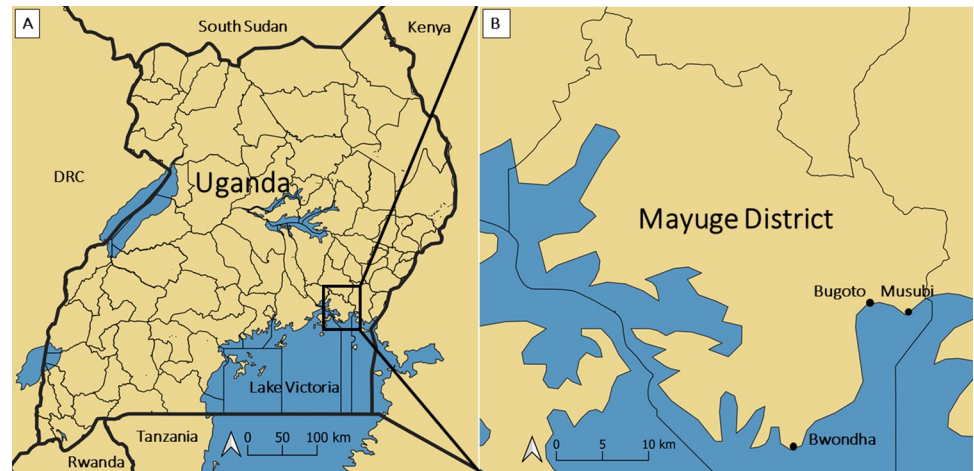 A
South Sudan
Kenya
DRC
Uganda
Lake Victoria
Tanzania
Rwanda
0 50 100 km
B
Mayuge District
Bugoto Musubi
Bwondha
0 5 10 km